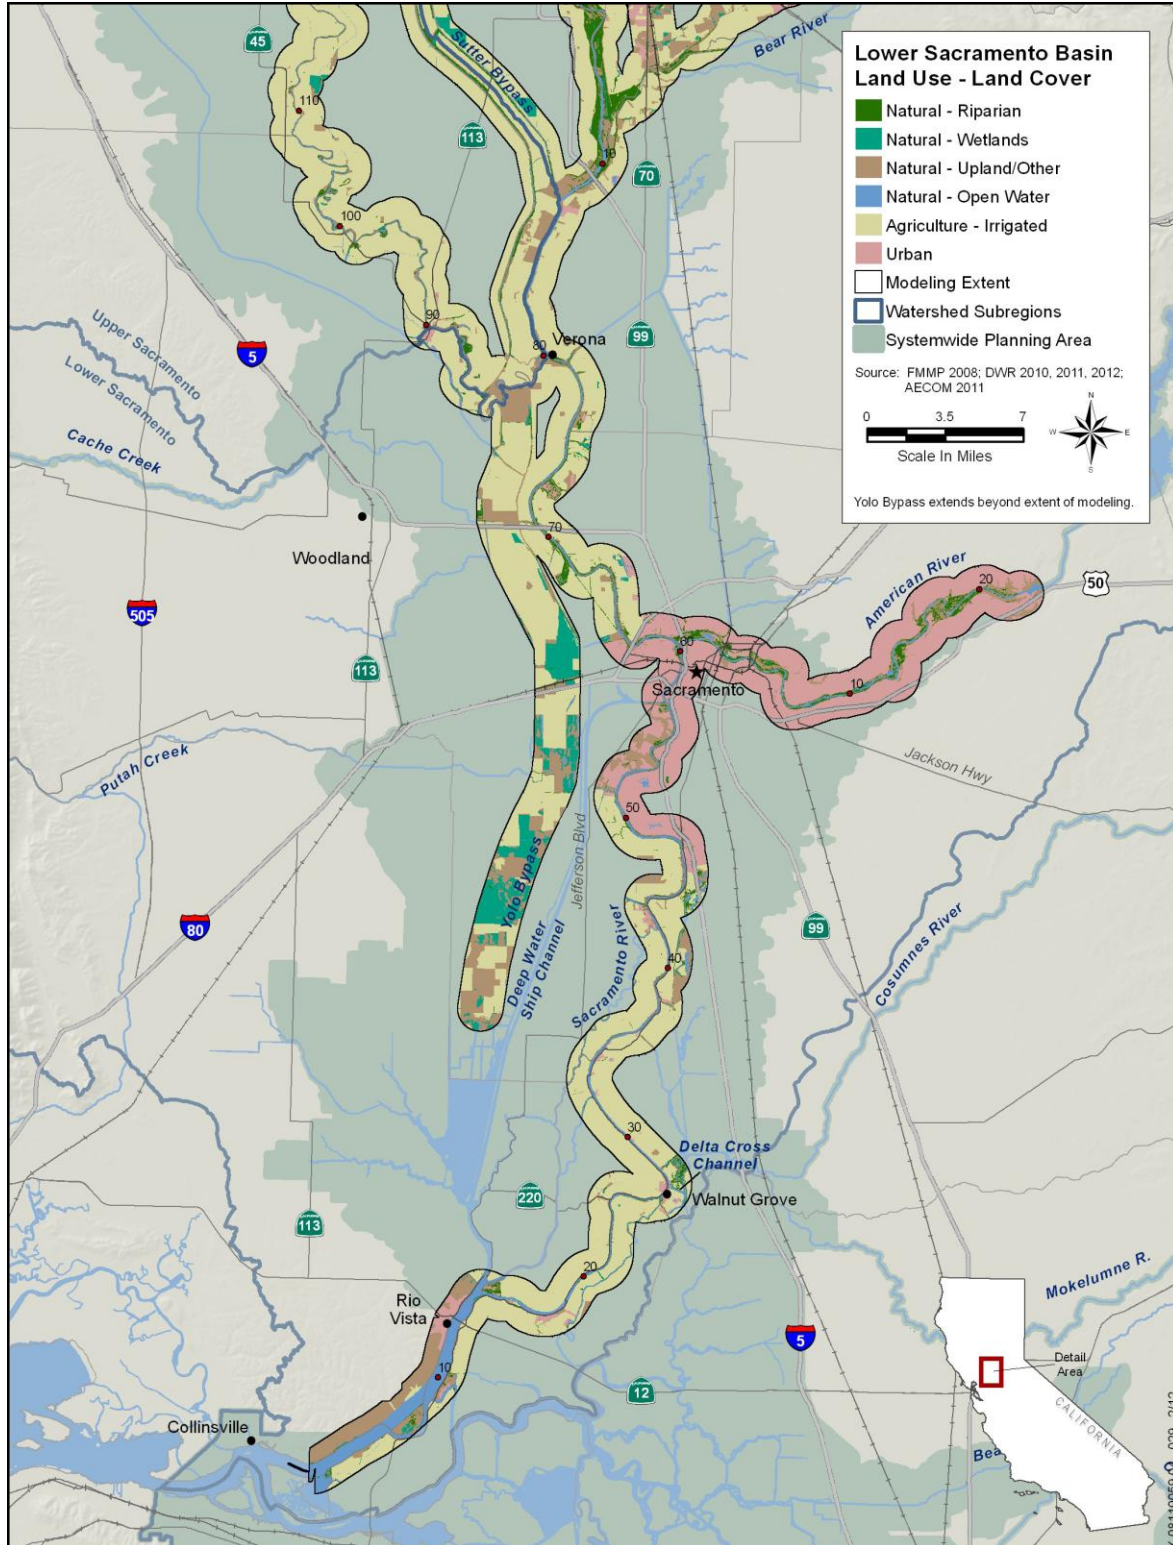 Lower Sacramento Basin
Land Use - Land Cover
Natural - Riparian
Natural - Wetlands
Natural - Upland/Other
Natural - Open Water
Agriculture - Irrigated
Urban
Modeling Extent
Watershed Subregions
Systemwide Planning Area
Source: FMMP 2008; DWR 2010, 2011, 2012;
AECOM 2011
0 3.5 7
Scale In Miles
N
W E
S
Yolo Bypass extends beyond extent of modeling.
45
Sutter Bypass
Bear River
110
113
10
70
100
90
Upper Sacramento
Lower Sacramento
5
80
Verona
99
Cache Creek
70
Woodland
American River
20
50
505
113
60
Sacramento
10
Putah Creek
Jackson Hwy
50
Jefferson Blvd
Yolo Bypass
80
Deep Water
Ship Channel
Sacramento River
40
99
Cosumnes River
30
Delta Cross
Channel
220
Walnut Grove
113
20
Mokelumne R.
Rio
Vista
5
10
12
Detail
Area
CALIFORNIA
Collinsville